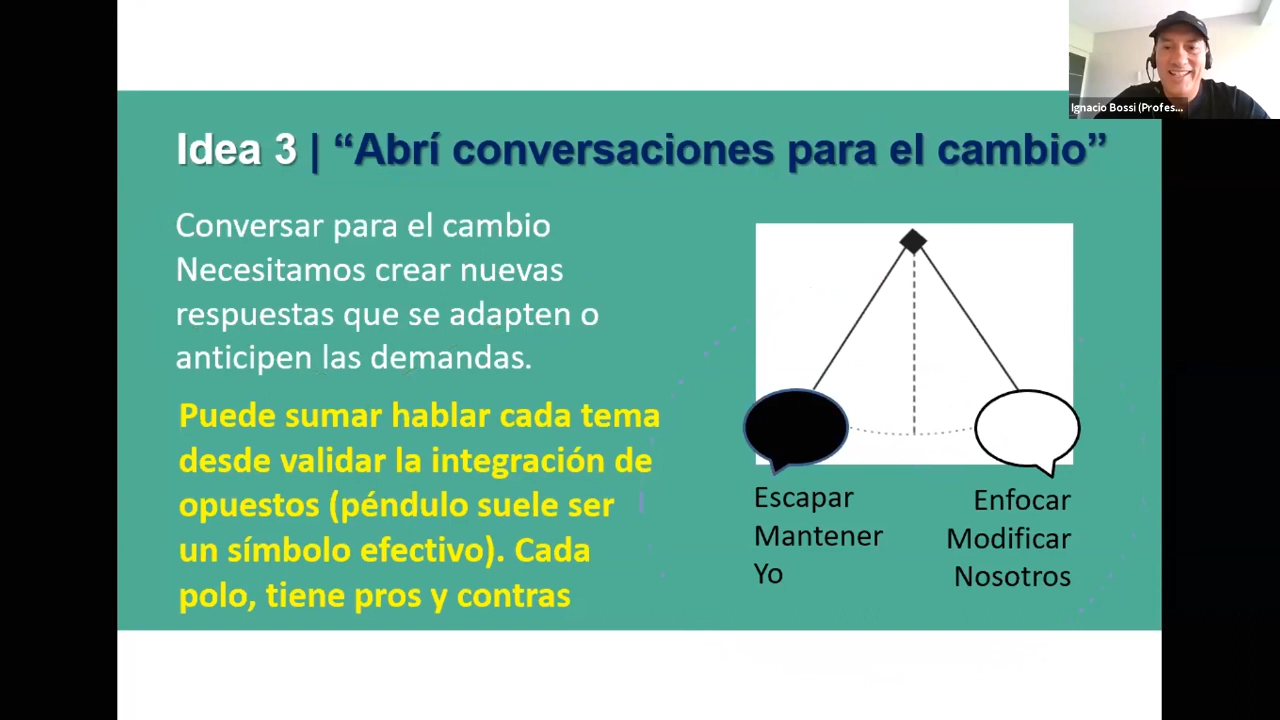 Ignacio Bossi (Profes...
Idea 3 | “Abrí conversaciones para el cambio”
Conversar para el cambio
Necesitamos crear nuevas
respuestas que se adapten o
anticipen las demandas.
Puede sumar hablar cada tema
desde validar la integración de
opuestos (péndulo suele ser
un símbolo efectivo). Cada
polo, tiene pros y contras
Escapar
Mantener
Yo
Enfocar
Modificar
Nosotros